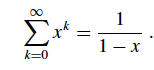 ∞
∑ x^k = 1 / (1 − x) .
k=0